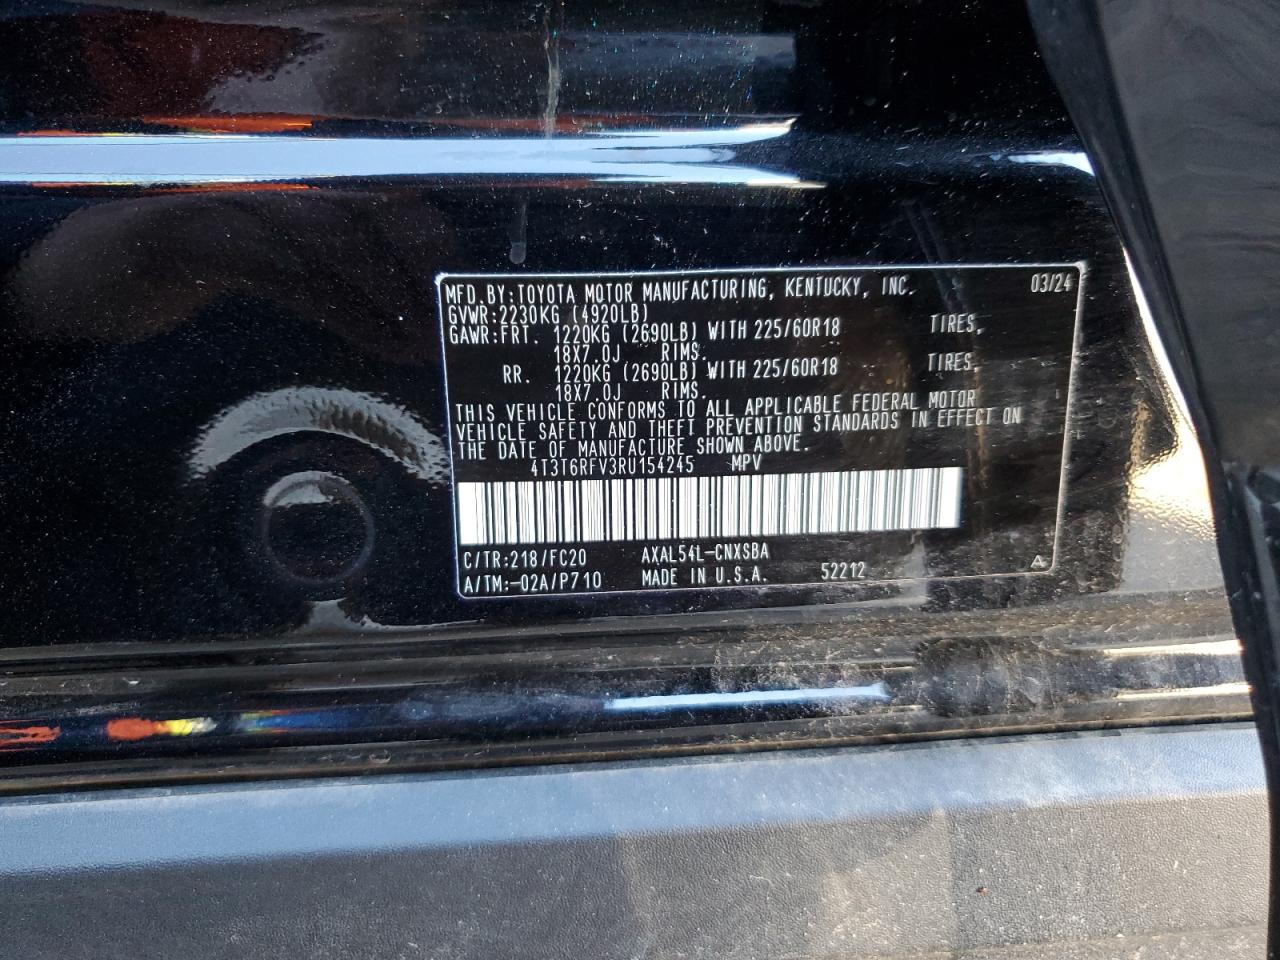 MFD.BY:TOYOTA MOTOR MANUFACTURING, KENTUCKY, INC. 03/24
GVWR:2230KG (4920LB)
GAWR:FRT. 1220KG (2690LB) WITH 225/60R18 TIRES,
18X7.0J RIMS.
RR. 1220KG (2690LB) WITH 225/60R18 TIRES,
18X7.0J RIMS.
THIS VEHICLE CONFORMS TO ALL APPLICABLE FEDERAL MOTOR
VEHICLE SAFETY AND THEFT PREVENTION STANDARDS IN EFFECT ON
THE DATE OF MANUFACTURE SHOWN ABOVE.
4T3T6RFV3RU154245 MPV
C/TR:218/FC20 AXAL54L-CNXSBA
A/TM:-02A/P710 MADE IN U.S.A. 52212